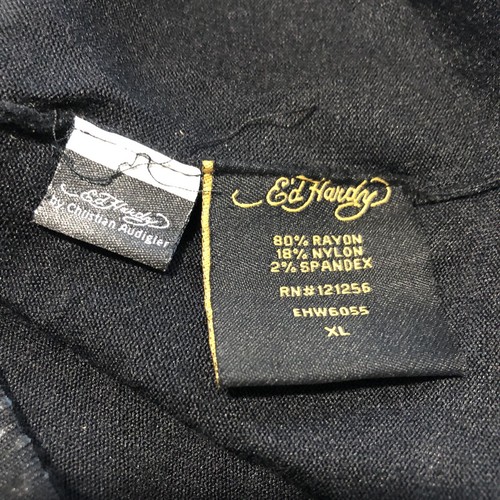 Ed Hardy
by Christian Audigier
Ed Hardy
80% RAYON
18% NYLON
2% SPANDEX
RN#121256
EHW6055
XL